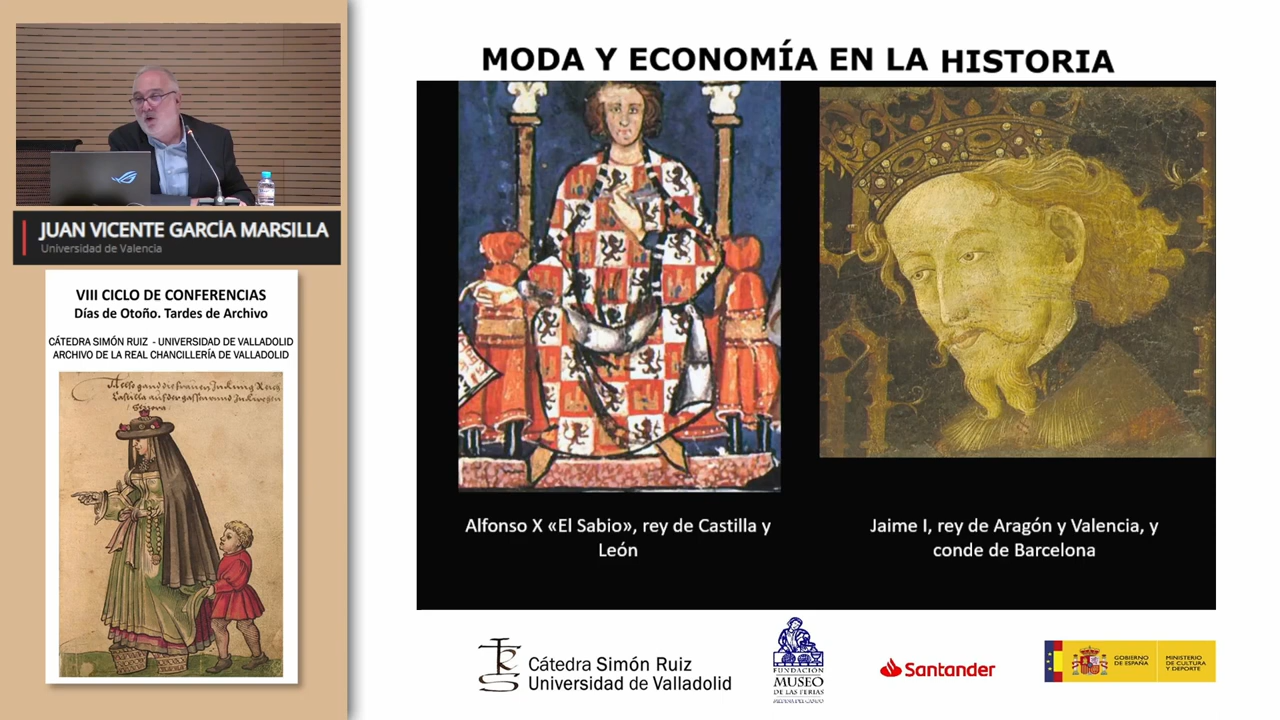 MODA Y ECONOMÍA EN LA HISTORIA
JUAN VICENTE GARCÍA MARSILLA
Universidad de Valencia
VIII CICLO DE CONFERENCIAS
Días de Otoño. Tardes de Archivo
CÁTEDRA SIMÓN RUIZ - UNIVERSIDAD DE VALLADOLID
ARCHIVO DE LA REAL CHANCILLERÍA DE VALLADOLID
Alfonso X «El Sabio», rey de Castilla y
León
Jaime I, rey de Aragón y Valencia, y
conde de Barcelona
Cátedra Simón Ruiz
Universidad de Valladolid
FUNDACIÓN
MUSEO
DE LAS FERIAS
Santander
GOBIERNO
DE ESPAÑA
MINISTERIO
DE CULTURA
Y DEPORTE